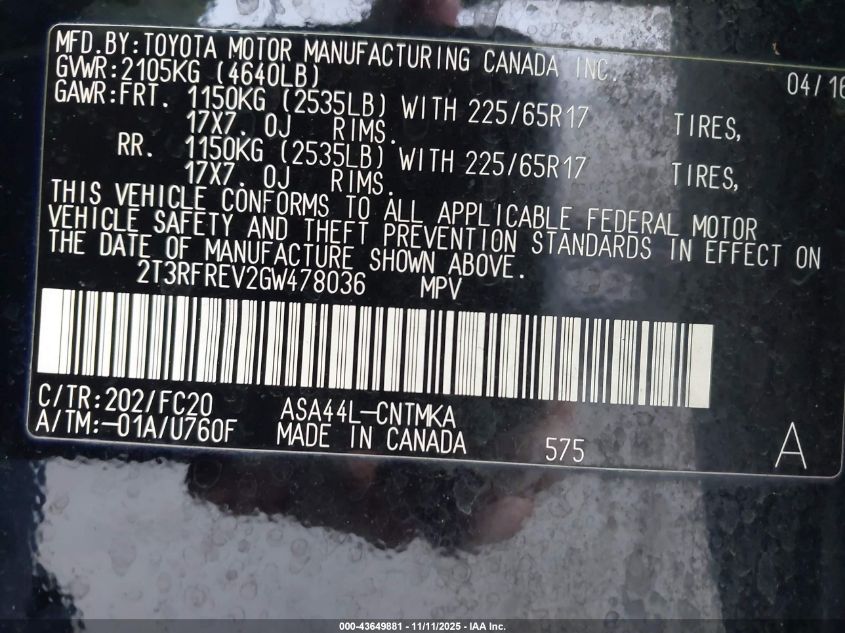 MFD.BY:TOYOTA MOTOR MANUFACTURING CANADA INC.
GVWR:2105KG (4640LB) 04/16
GAWR:FRT. 1150KG (2535LB) WITH 225/65R17 TIRES,
17X7. 0J RIMS.
RR. 1150KG (2535LB) WITH 225/65R17 TIRES,
17X7. 0J RIMS.
THIS VEHICLE CONFORMS TO ALL APPLICABLE FEDERAL MOTOR
VEHICLE SAFETY AND THEFT PREVENTION STANDARDS IN EFFECT ON
THE DATE OF MANUFACTURE SHOWN ABOVE.
2T3RFREV2GW478036 MPV
C/TR:202/FC20 ASA44L-CNTMKA
A/TM:-01A/U760F MADE IN CANADA 575 A
000-43649881 - 11/11/2025 - IAA Inc.